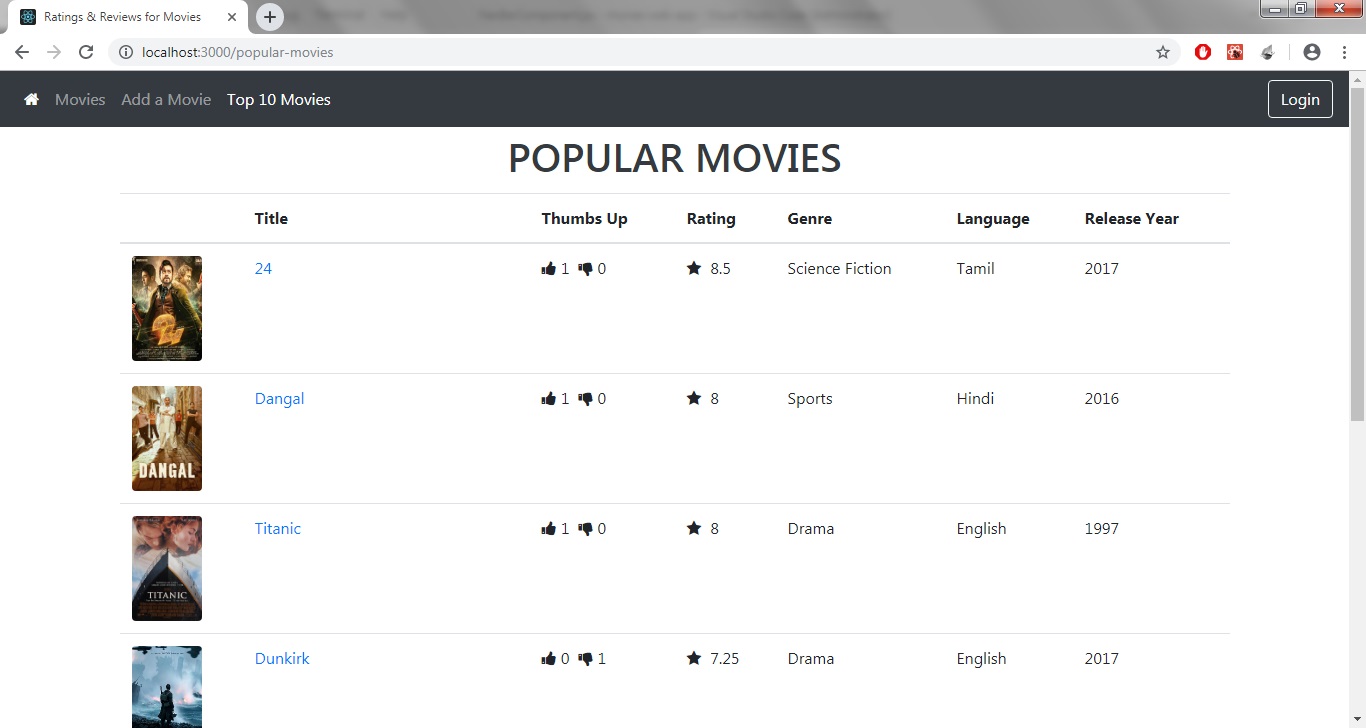 Ratings & Reviews for Movies
localhost:3000/popular-movies
Movies Add a Movie Top 10 Movies Login
POPULAR MOVIES
Title Thumbs Up Rating Genre Language Release Year
24 1 0 8.5 Science Fiction Tamil 2017
Dangal 1 0 8 Sports Hindi 2016
DANGAL
Titanic 1 0 8 Drama English 1997
TITANIC
Dunkirk 0 1 7.25 Drama English 2017